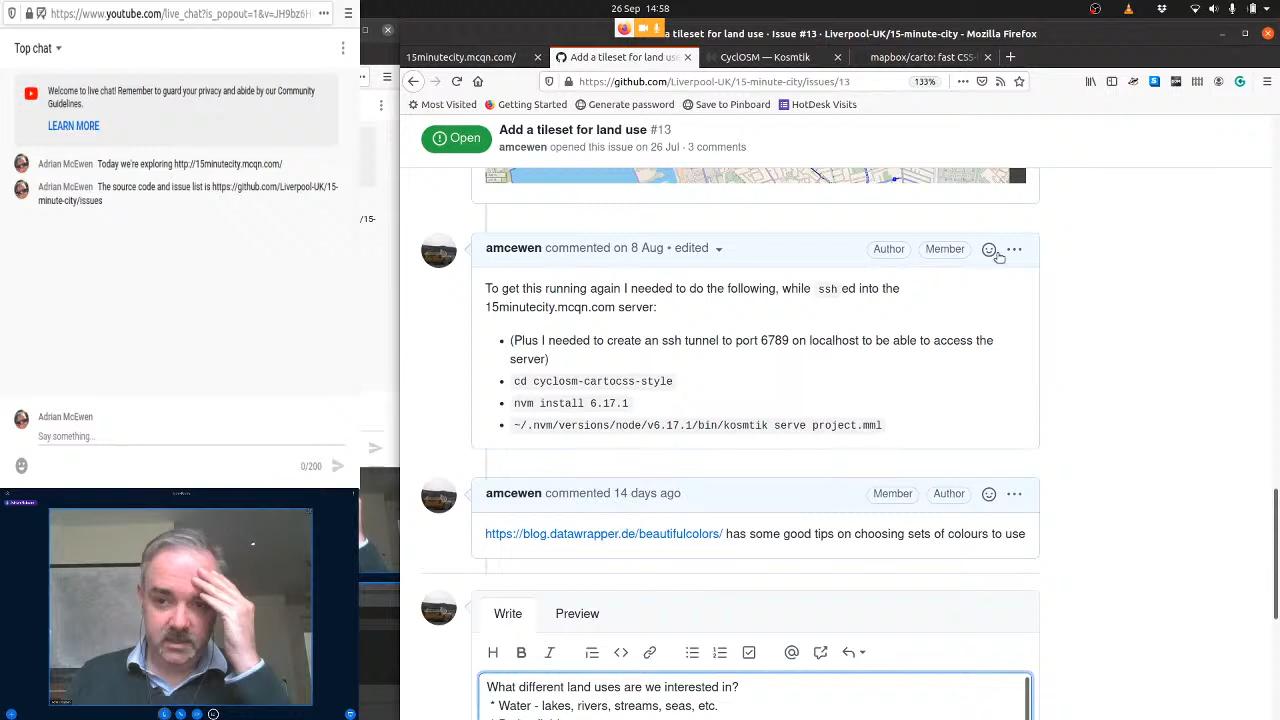 https://www.youtube.com/live_chat?is_popout=1&v=JH9bz6H
Top chat
Welcome to live chat! Remember to guard your privacy and abide by our Community
Guidelines.
LEARN MORE
Adrian McEwen Today we're exploring http://15minutecity.mcqn.com/
Adrian McEwen The source code and issue list is https://github.com/Liverpool-UK/15-
minute-city/issues
Adrian McEwen
Say something...
0/200
/15-
26 Sep 14:58
a tileset for land use · Issue #13 · Liverpool-UK/15-minute-city - Mozilla Firefox
15minutecity.mcqn.com/
Add a tileset for land use
CyclOSM — Kosmtik
mapbox/carto: fast CSS-l
https://github.com/Liverpool-UK/15-minute-city/issues/13
133%
Most Visited
Getting Started
Generate password
Save to Pinboard
HotDesk Visits
Open
Add a tileset for land use #13
amcewen opened this issue on 26 Jul · 3 comments
amcewen commented on 8 Aug • edited
Author
Member
To get this running again I needed to do the following, while ssh ed into the
15minutecity.mcqn.com server:
(Plus I needed to create an ssh tunnel to port 6789 on localhost to be able to access the
server)
cd cyclosm-cartocss-style
nvm install 6.17.1
~/.nvm/versions/node/v6.17.1/bin/kosmtik serve project.mml
amcewen commented 14 days ago
Member
Author
https://blog.datawrapper.de/beautifulcolors/ has some good tips on choosing sets of colours to use
Write
Preview
What different land uses are we interested in?
* Water - lakes, rivers, streams, seas, etc.